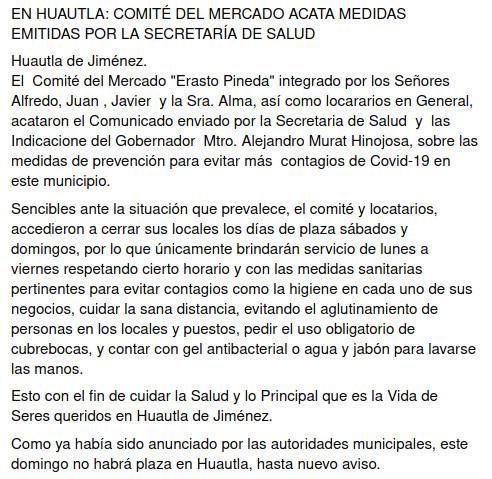 EN HUAUTLA: COMITÉ DEL MERCADO ACATA MEDIDAS
EMITIDAS POR LA SECRETARÍA DE SALUD
Huautla de Jiménez.
El  Comité del Mercado "Erasto Pineda" integrado por los Señores
Alfredo, Juan , Javier  y la Sra. Alma, así como locararios en General,
acataron el Comunicado enviado por la Secretaria de Salud  y  las
Indicacione del Gobernador  Mtro. Alejandro Murat Hinojosa, sobre las
medidas de prevención para evitar más  contagios de Covid-19 en
este municipio.
Sencibles ante la situación que prevalece, el comité y locatarios,
accedieron a cerrar sus locales los días de plaza sábados y
domingos, por lo que únicamente brindarán servicio de lunes a
viernes respetando cierto horario y con las medidas sanitarias
pertinentes para evitar contagios como la higiene en cada uno de sus
negocios, cuidar la sana distancia, evitando el aglutinamiento de
personas en los locales y puestos, pedir el uso obligatorio de
cubrebocas, y contar con gel antibacterial o agua y jabón para lavarse
las manos.
Esto con el fin de cuidar la Salud y lo Principal que es la Vida de
Seres queridos en Huautla de Jiménez.
Como ya había sido anunciado por las autoridades municipales, este
domingo no habrá plaza en Huautla, hasta nuevo aviso.